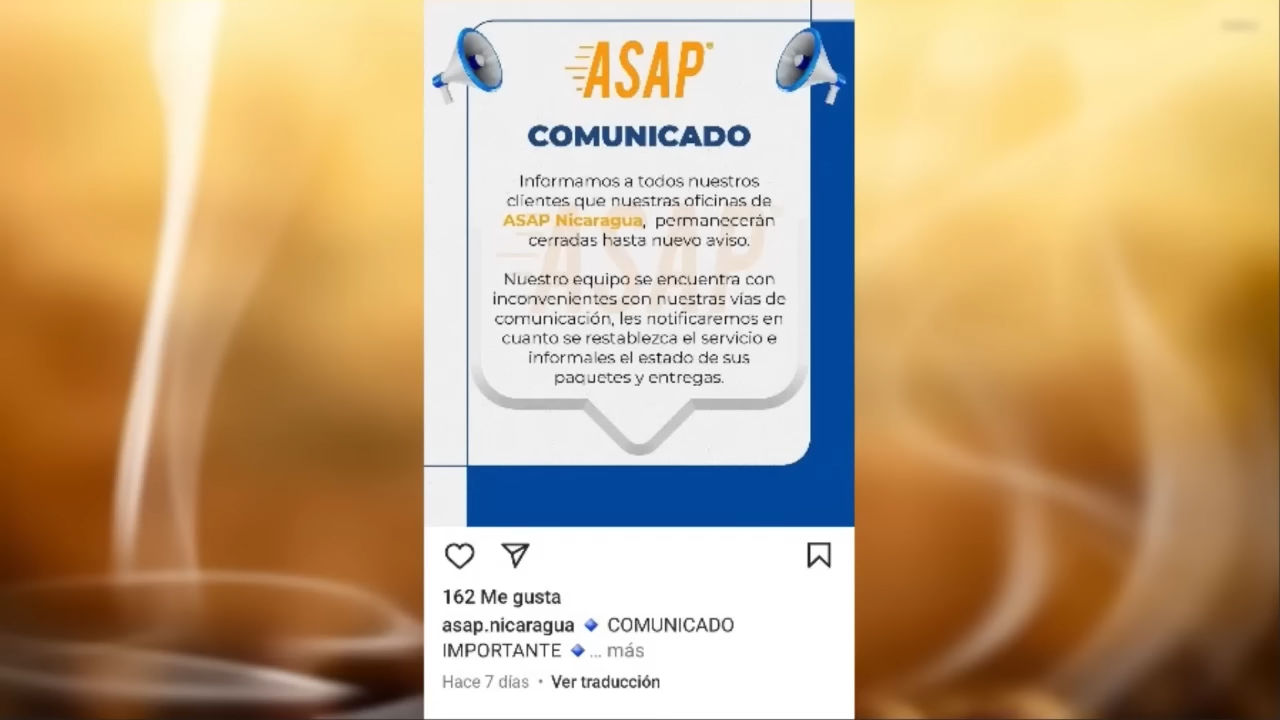 ASAP
COMUNICADO
Informamos a todos nuestros
clientes que nuestras oficinas de
ASAP Nicaragua, permanecerán
cerradas hasta nuevo aviso.
Nuestro equipo se encuentra con
inconvenientes con nuestras vías de
comunicación, les notificaremos en
cuanto se restablezca el servicio e
informales el estado de sus
paquetes y entregas.
162 Me gusta
asap.nicaragua 🔹 COMUNICADO
IMPORTANTE 🔹... más
Hace 7 días • Ver traducción